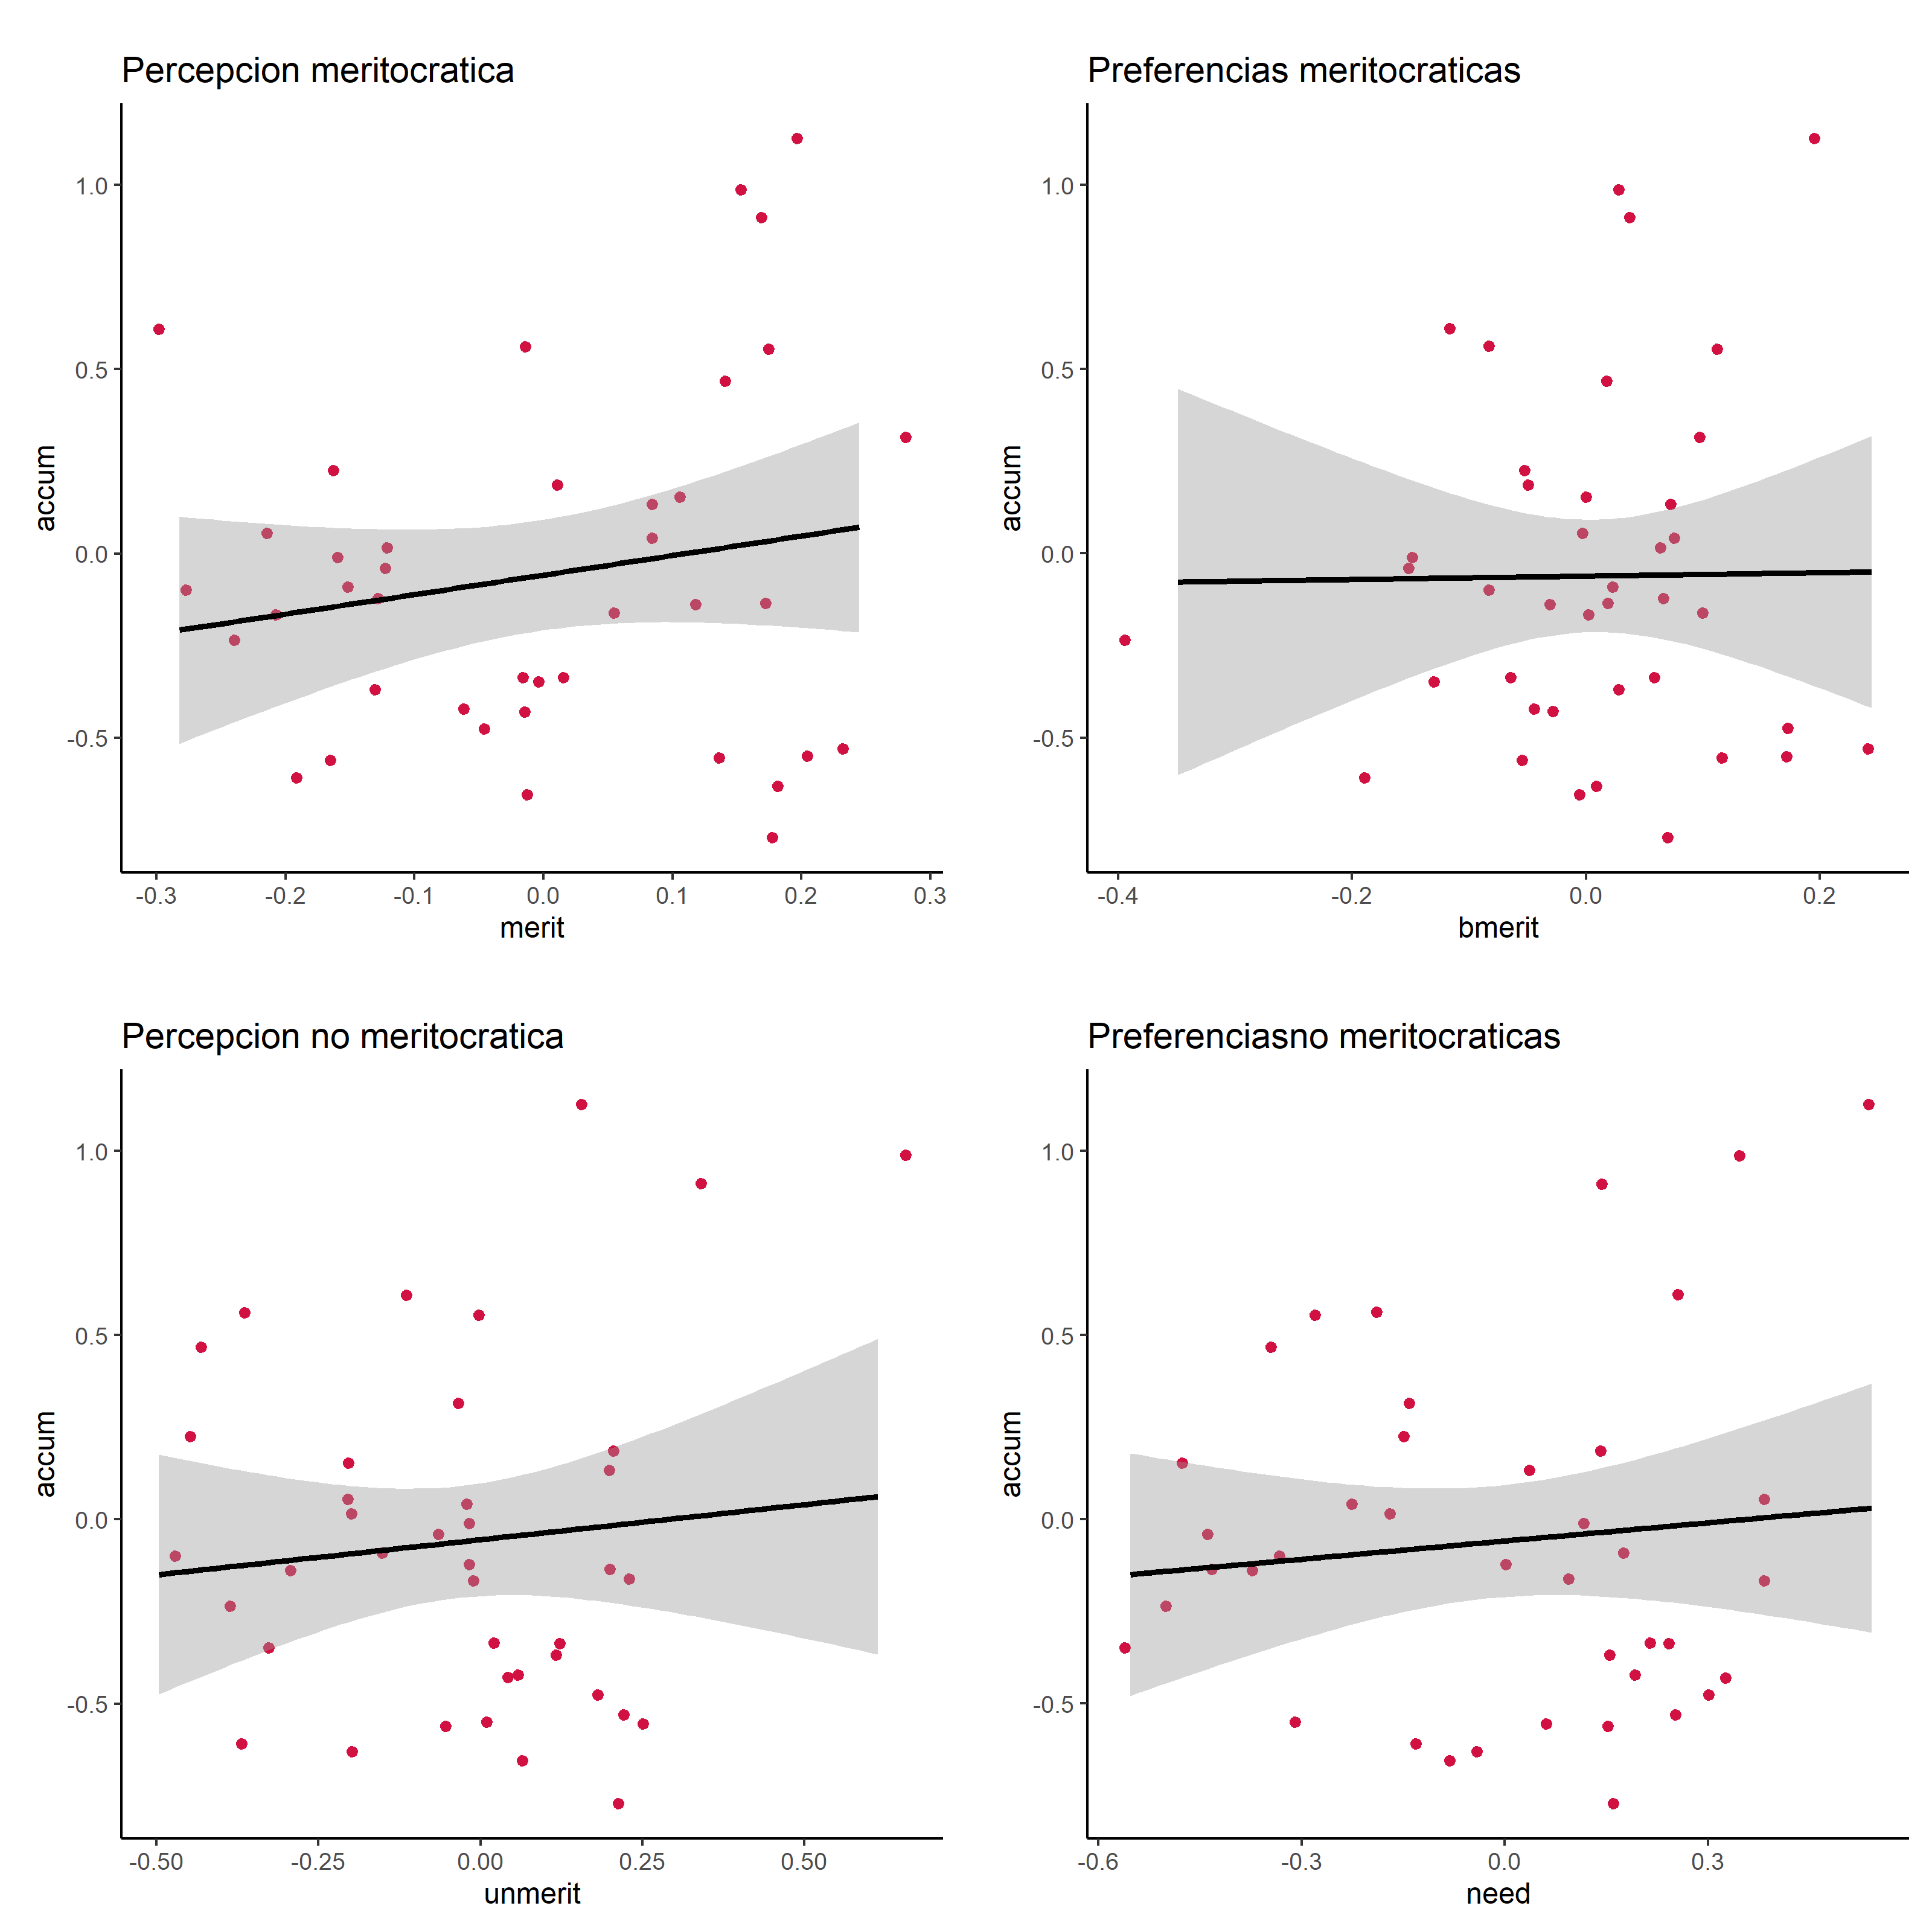 Percepcion meritocratica
accum
1.0
0.5
0.0
-0.5
-0.3 -0.2 -0.1 0.0 0.1 0.2 0.3
merit
Preferencias meritocraticas
accum
1.0
0.5
0.0
-0.5
-0.4 -0.2 0.0 0.2
bmerit
Percepcion no meritocratica
accum
1.0
0.5
0.0
-0.5
-0.50 -0.25 0.00 0.25 0.50
unmerit
Preferenciasno meritocraticas
accum
1.0
0.5
0.0
-0.5
-0.6 -0.3 0.0 0.3
need